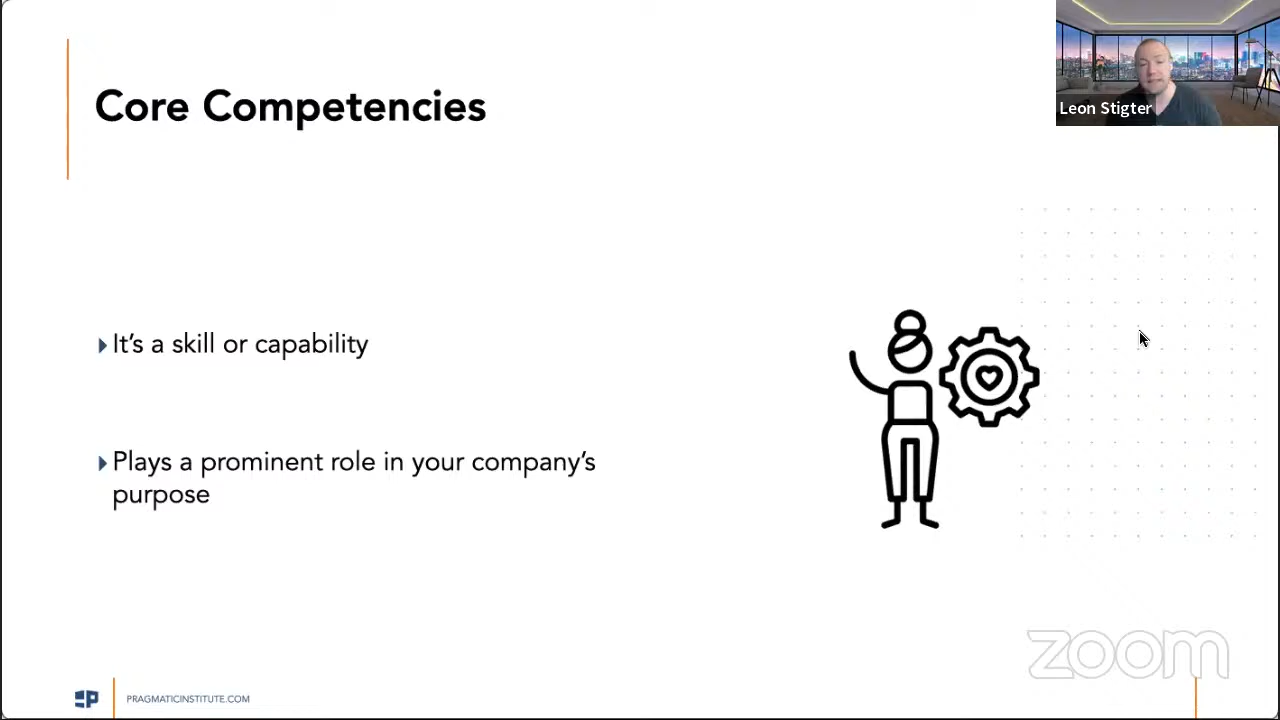 Core Competencies
Leon Stigter
It's a skill or capability
Plays a prominent role in your company's
purpose
zoom
PRAGMATICINSTITUTE.COM